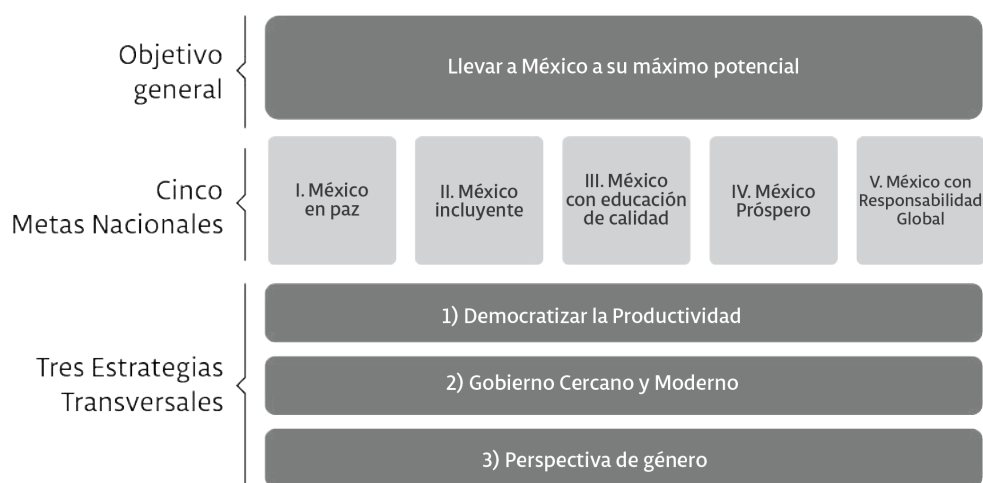 Objetivo
general
Llevar a México a su máximo potencial
Cinco
Metas Nacionales
I. México
en paz
II. México
incluyente
III. México
con educación
de calidad
IV. México
Próspero
V. México con
Responsabilidad
Global
Tres Estrategias
Transversales
1) Democratizar la Productividad
2) Gobierno Cercano y Moderno
3) Perspectiva de género